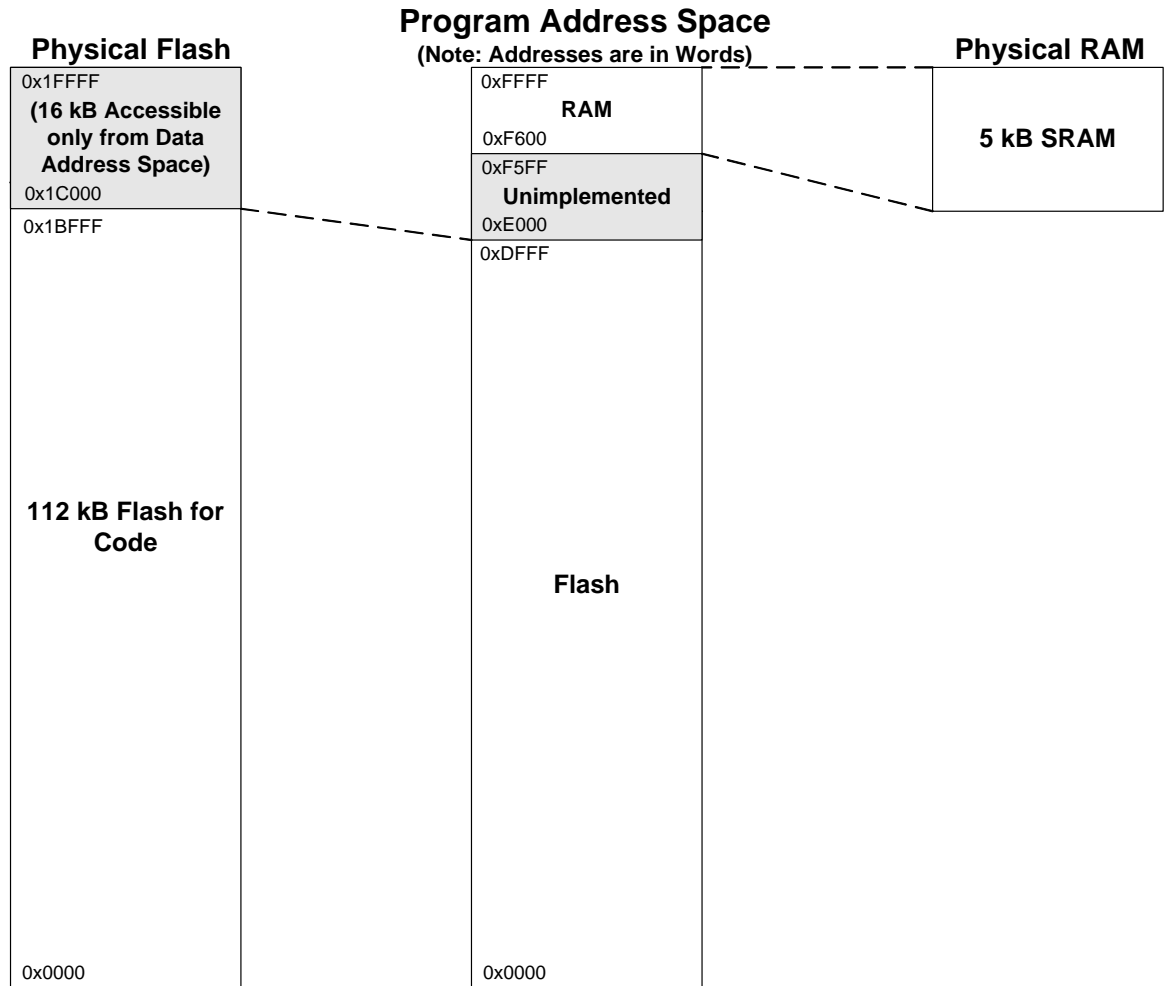 Program Address Space
(Note: Addresses are in Words)
Physical Flash
Physical RAM
0x1FFFF
(16 kB Accessible
only from Data
Address Space)
0x1C000
0x1BFFF
112 kB Flash for
Code
0x0000
0xFFFF
RAM
0xF600
0xF5FF
Unimplemented
0xE000
0xDFFF
Flash
0x0000
5 kB SRAM